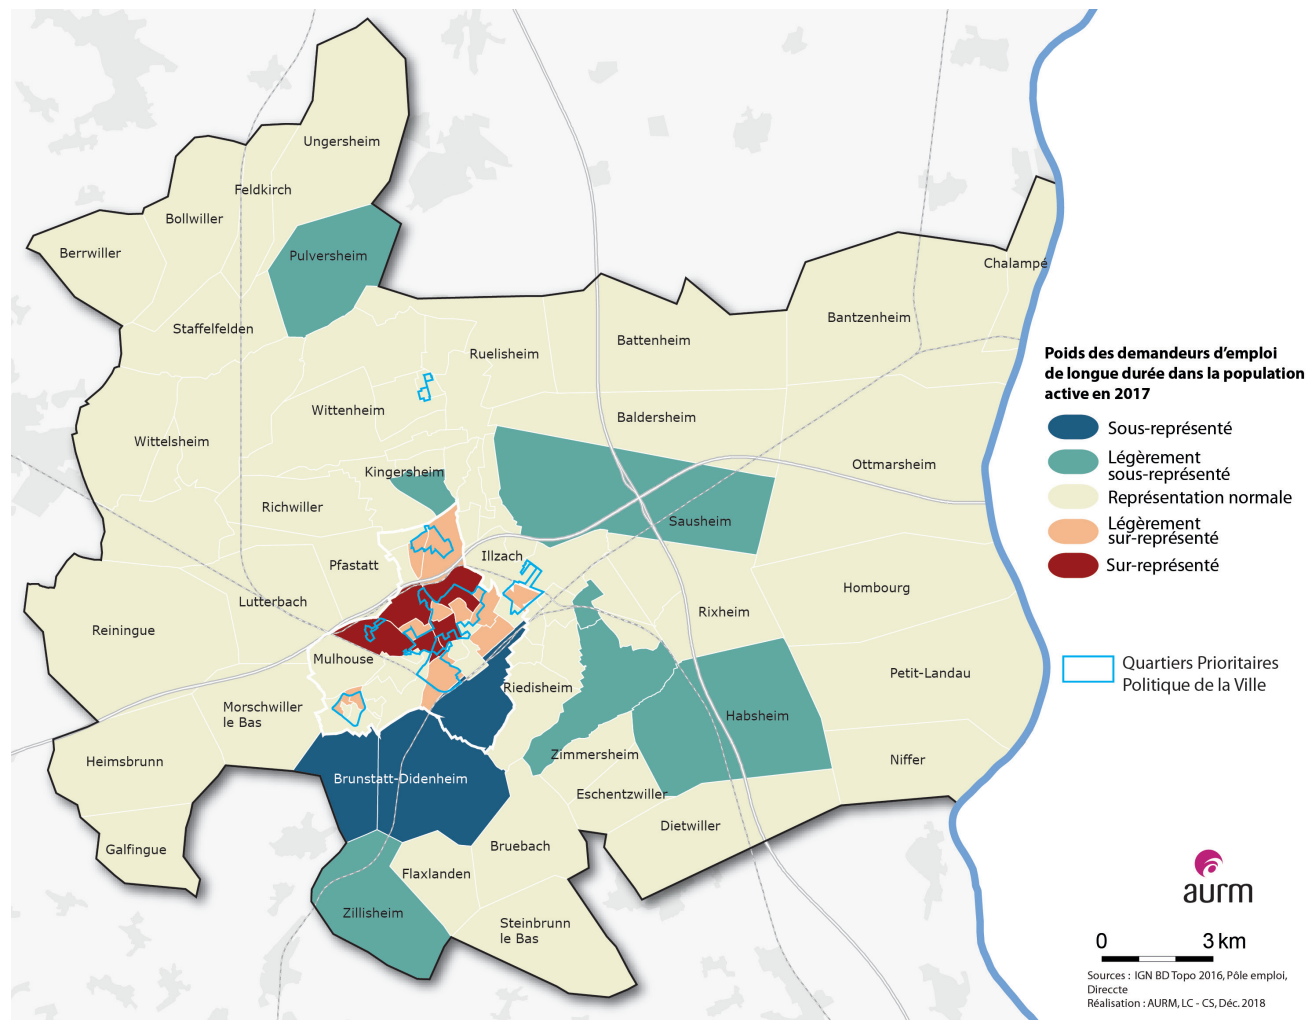 Ungersheim
Feldkirch
Bollwiller
Berrwiller
Pulversheim
Chalampé
Staffelfelden
Bantzenheim
Battenheim
Ruelisheim
Wittenheim
Baldersheim
Wittelsheim
Kingersheim
Ottmarsheim
Richwiller
Sausheim
Illzach
Pfastatt
Hombourg
Lutterbach
Rixheim
Reiningue
Mulhouse
Petit-Landau
Riedisheim
Morschwiller
le Bas
Habsheim
Heimsbrunn
Zimmersheim
Niffer
Brunstatt-Didenheim
Eschentzwiller
Dietwiller
Galfingue
Bruebach
Flaxlanden
Zillisheim
Steinbrunn
le Bas
Poids des demandeurs d’emploi
de longue durée dans la population
active en 2017
Sous-représenté
Légèrement
sous-représenté
Représentation normale
Légèrement
sur-représenté
Sur-représenté
Quartiers Prioritaires
Politique de la Ville
aurm
0 3 km
Sources : IGN BD Topo 2016, Pôle emploi,
Direccte
Réalisation : AURM, LC - CS, Déc. 2018